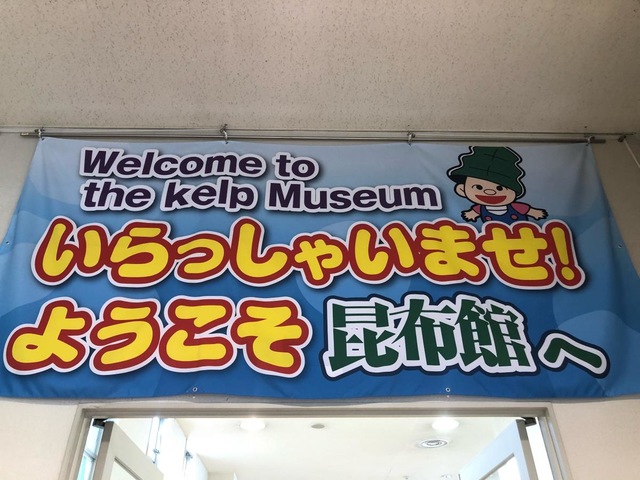 Welcome to
the kelp Museum
いらっしゃいませ!
ようこそ昆布館へ